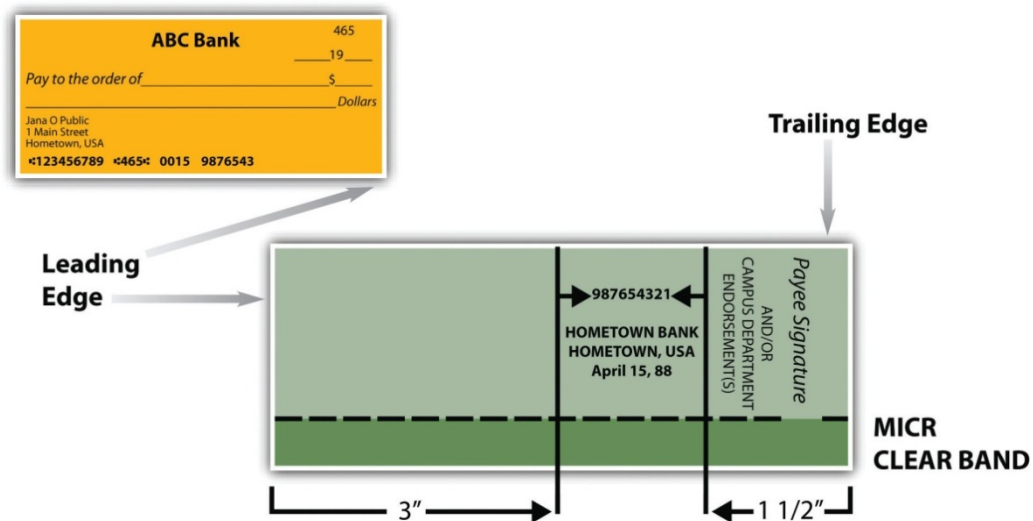 ABC Bank
465
19
Pay to the order of $
Dollars
Jana O Public
1 Main Street
Hometown, USA
⑆123456789 ⑆465⑆ 0015 9876543
Trailing Edge
Leading
Edge
987654321
HOMETOWN BANK
HOMETOWN, USA
April 15, 88
Payee Signature
AND/OR
CAMPUS DEPARTMENT
ENDORSEMENT(S)
MICR
CLEAR BAND
3”
1 1/2”